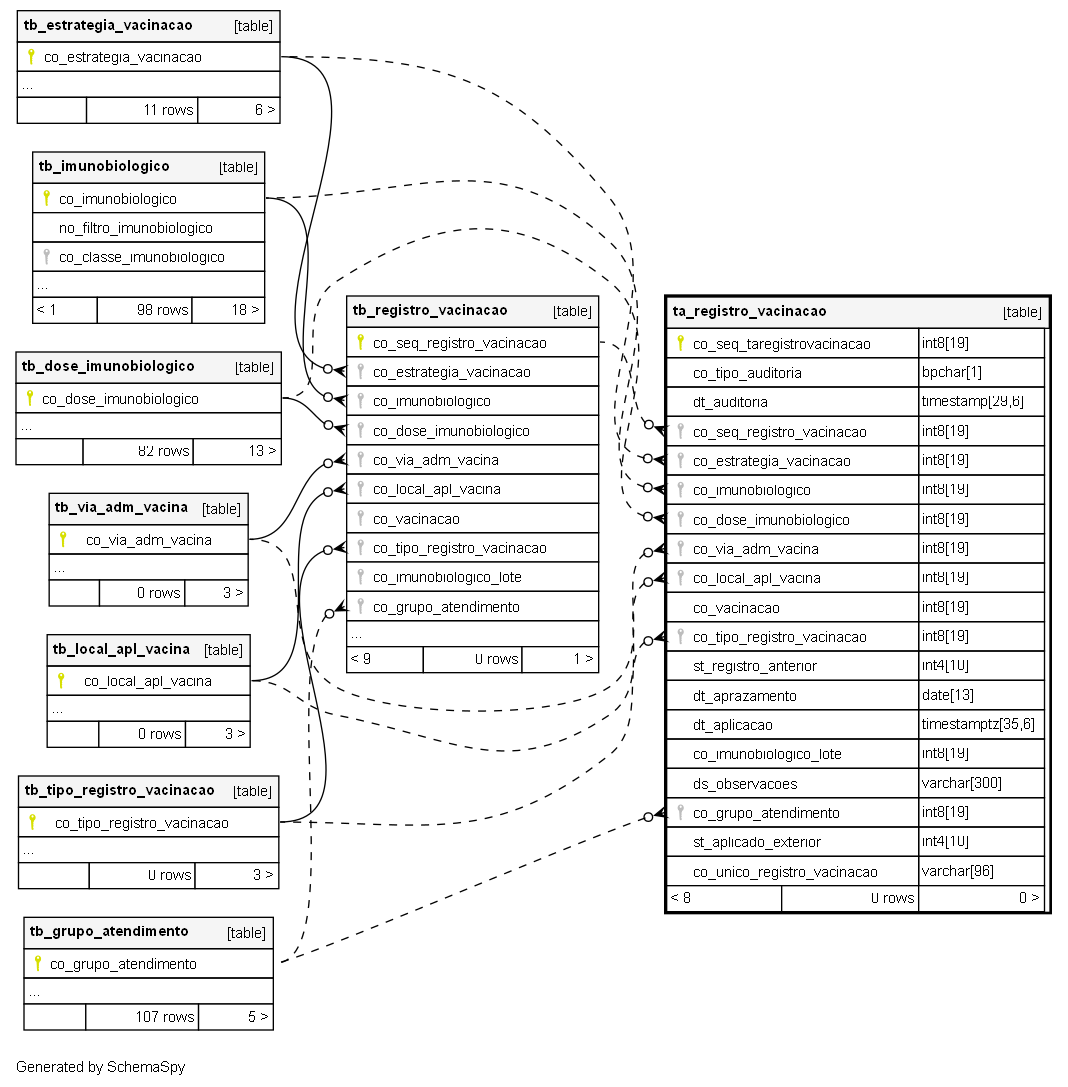 tb_estrategia_vacinacao [table]
co_estrategia_vacinacao
...
11 rows 6 >
tb_imunobiologico [table]
co_imunobiologico
no_filtro_imunobiologico
co_classe_imunobiologico
...
< 1 98 rows 18 >
tb_dose_imunobiologico [table]
co_dose_imunobiologico
...
82 rows 13 >
tb_via_adm_vacina [table]
co_via_adm_vacina
...
0 rows 3 >
tb_local_apl_vacina [table]
co_local_apl_vacina
...
0 rows 3 >
tb_tipo_registro_vacinacao [table]
co_tipo_registro_vacinacao
...
0 rows 3 >
tb_grupo_atendimento [table]
co_grupo_atendimento
...
107 rows 5 >
tb_registro_vacinacao [table]
co_seq_registro_vacinacao
co_estrategia_vacinacao
co_imunobiologico
co_dose_imunobiologico
co_via_adm_vacina
co_local_apl_vacina
co_vacinacao
co_tipo_registro_vacinacao
co_imunobiologico_lote
co_grupo_atendimento
...
< 9 0 rows 1 >
ta_registro_vacinacao [table]
co_seq_taregistrovacinacao int8[19]
co_tipo_auditoria bpchar[1]
dt_auditoria timestamp[29,6]
co_seq_registro_vacinacao int8[19]
co_estrategia_vacinacao int8[19]
co_imunobiologico int8[19]
co_dose_imunobiologico int8[19]
co_via_adm_vacina int8[19]
co_local_apl_vacina int8[19]
co_vacinacao int8[19]
co_tipo_registro_vacinacao int8[19]
st_registro_anterior int4[10]
dt_aprazamento date[13]
dt_aplicacao timestamptz[35,6]
co_imunobiologico_lote int8[19]
ds_observacoes varchar[300]
co_grupo_atendimento int8[19]
st_aplicado_exterior int4[10]
co_unico_registro_vacinacao varchar[96]
< 8 0 rows 0 >
Generated by SchemaSpy